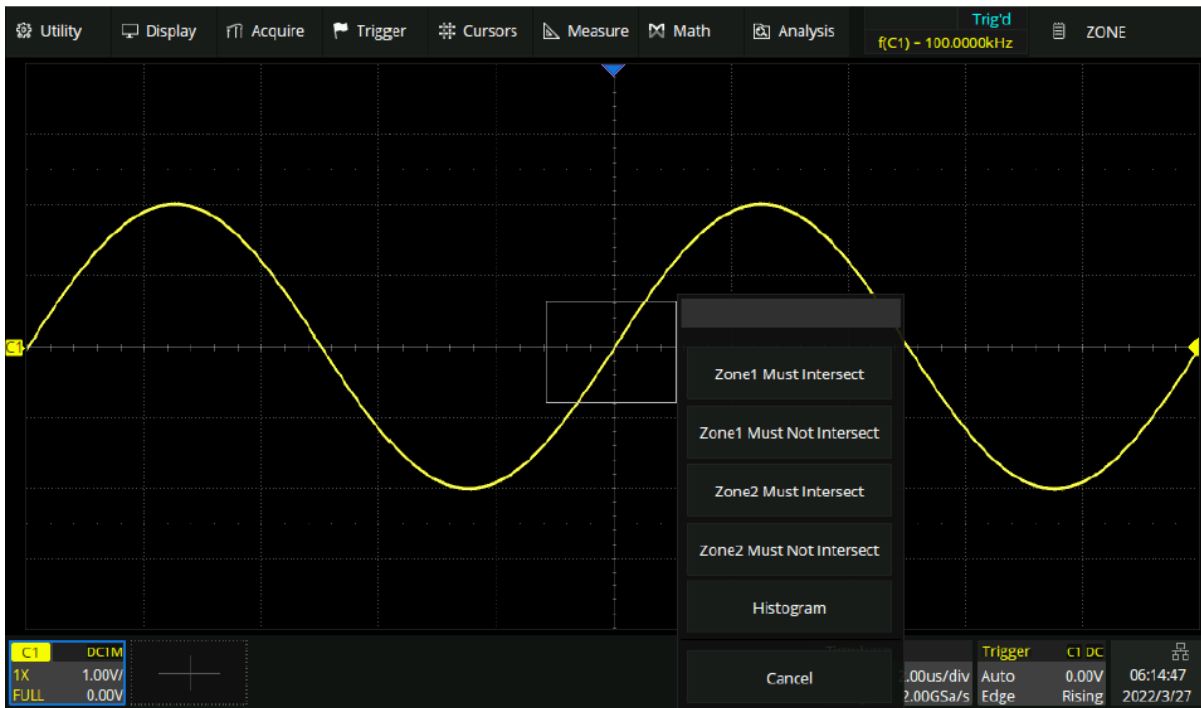 Utility Display Acquire Trigger Cursors Measure Math Analysis Trig'd ZONE
f(C1) = 100.0000kHz
C1
Zone1 Must Intersect
Zone1 Must Not Intersect
Zone2 Must Intersect
Zone2 Must Not Intersect
Histogram
Cancel
C1 DC1M
1X 1.00V/
FULL 0.00V
.00us/div
2.00GSa/s
Trigger C1 DC
Auto 0.00V
Edge Rising
06:14:47
2022/3/27